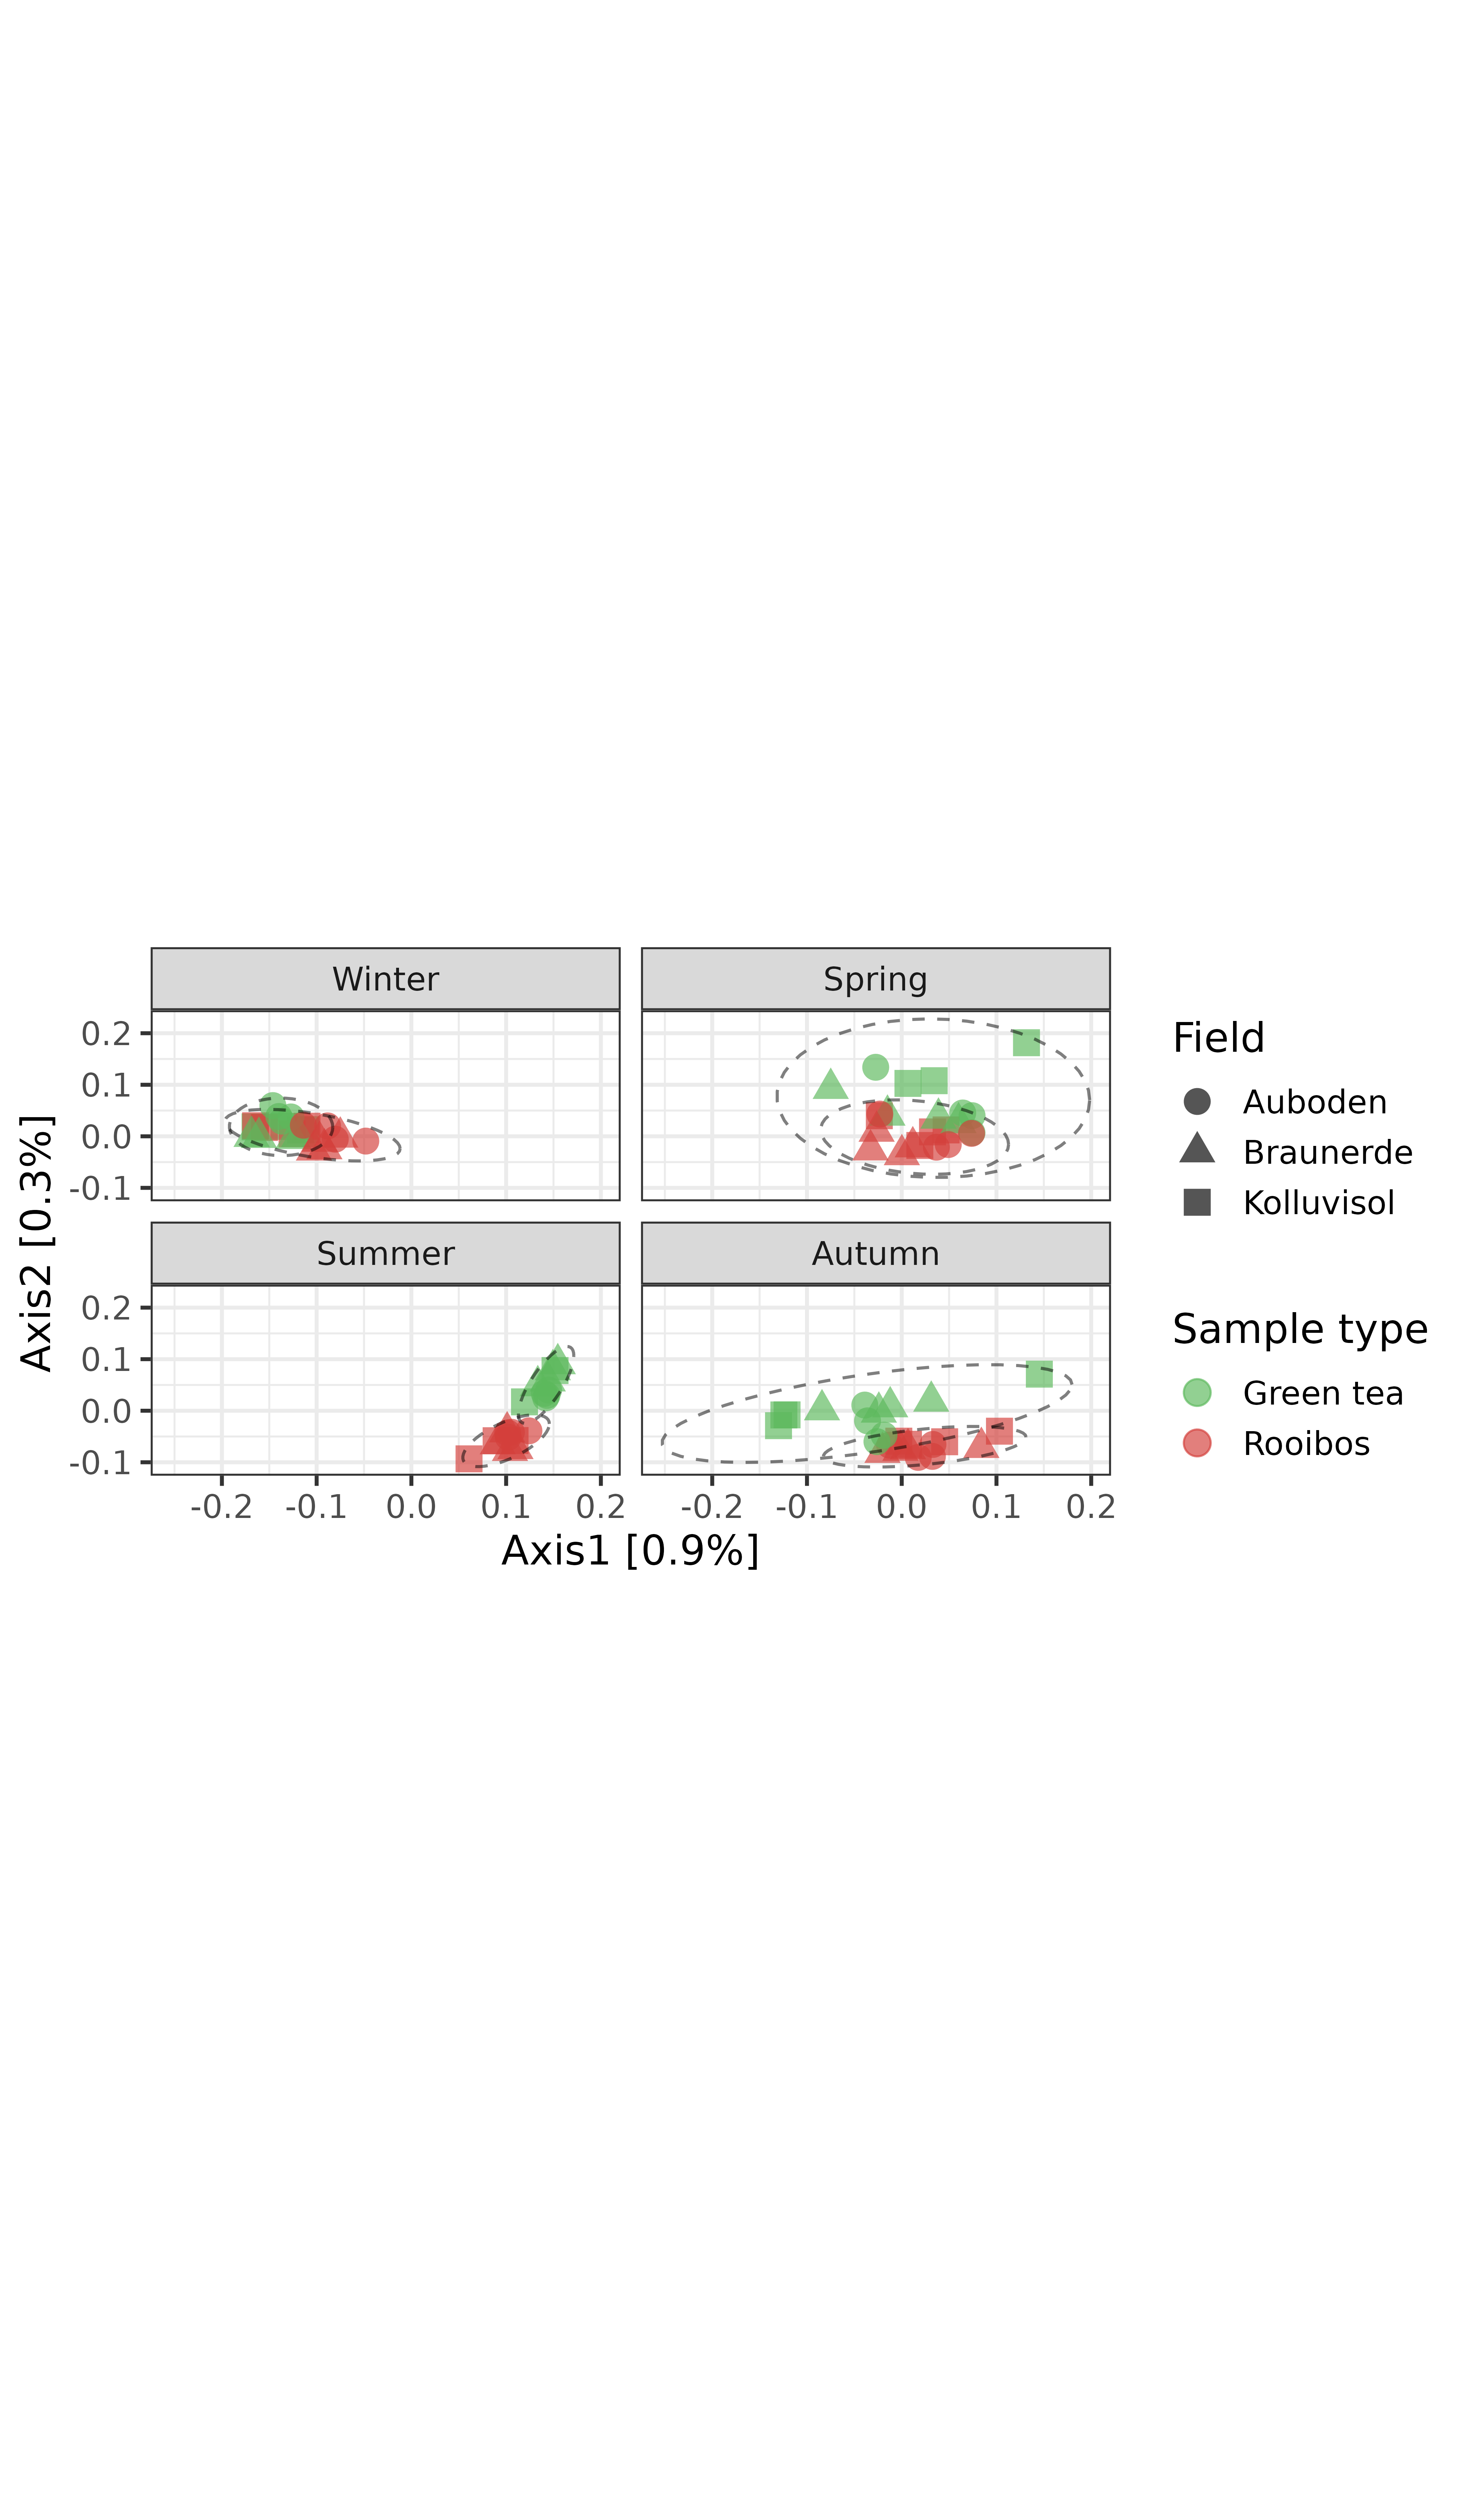 Winter
Spring
0.2
0.1
0.0
-0.1
Summer
Autumn
0.2
0.1
0.0
-0.1
-0.2 -0.1 0.0 0.1 0.2
-0.2 -0.1 0.0 0.1 0.2
Axis1 [0.9%]
Axis2 [0.3%]
Field
Auboden
Braunerde
Kolluvisol
Sample type
Green tea
Rooibos